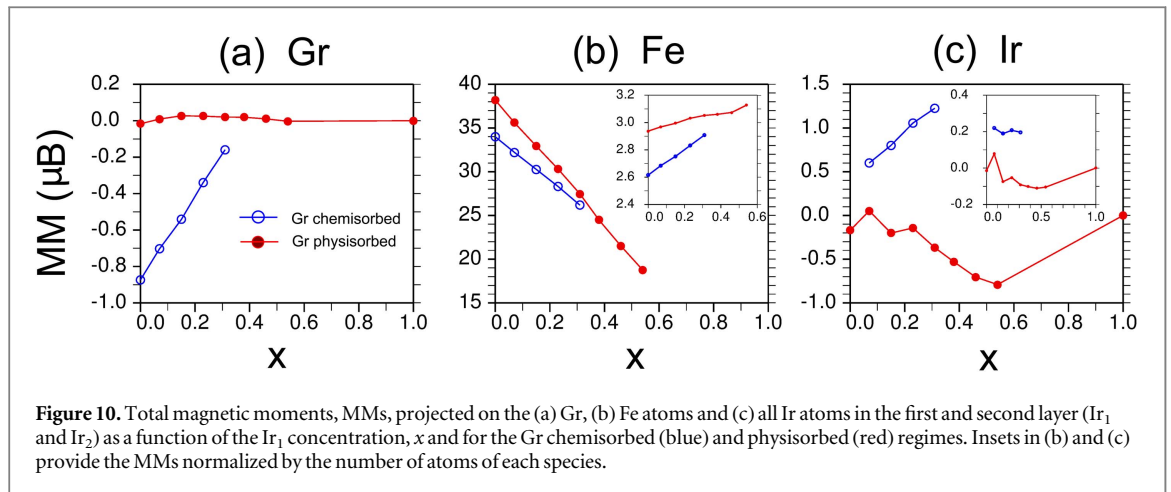 (a) Gr
(b) Fe
(c) Ir
MM (μB)
0.2
0.0
-0.2
-0.4
-0.6
-0.8
-1.0
0.0 0.2 0.4 0.6 0.8 1.0
X
Gr chemisorbed
Gr physisorbed
40
35
30
25
20
15
0.0 0.2 0.4 0.6 0.8 1.0
X
3.2
3.0
2.8
2.6
2.4
0.0 0.2 0.4 0.6
1.5
1.0
0.5
0.0
-0.5
-1.0
0.0 0.2 0.4 0.6 0.8 1.0
X
0.4
0.2
0.0
-0.2
0.0 0.2 0.4 1.0
Figure 10. Total magnetic moments, MMs, projected on the (a) Gr, (b) Fe atoms and (c) all Ir atoms in the first and second layer (Ir₁
and Ir₂) as a function of the Ir₁ concentration, x and for the Gr chemisorbed (blue) and physisorbed (red) regimes. Insets in (b) and (c)
provide the MMs normalized by the number of atoms of each species.